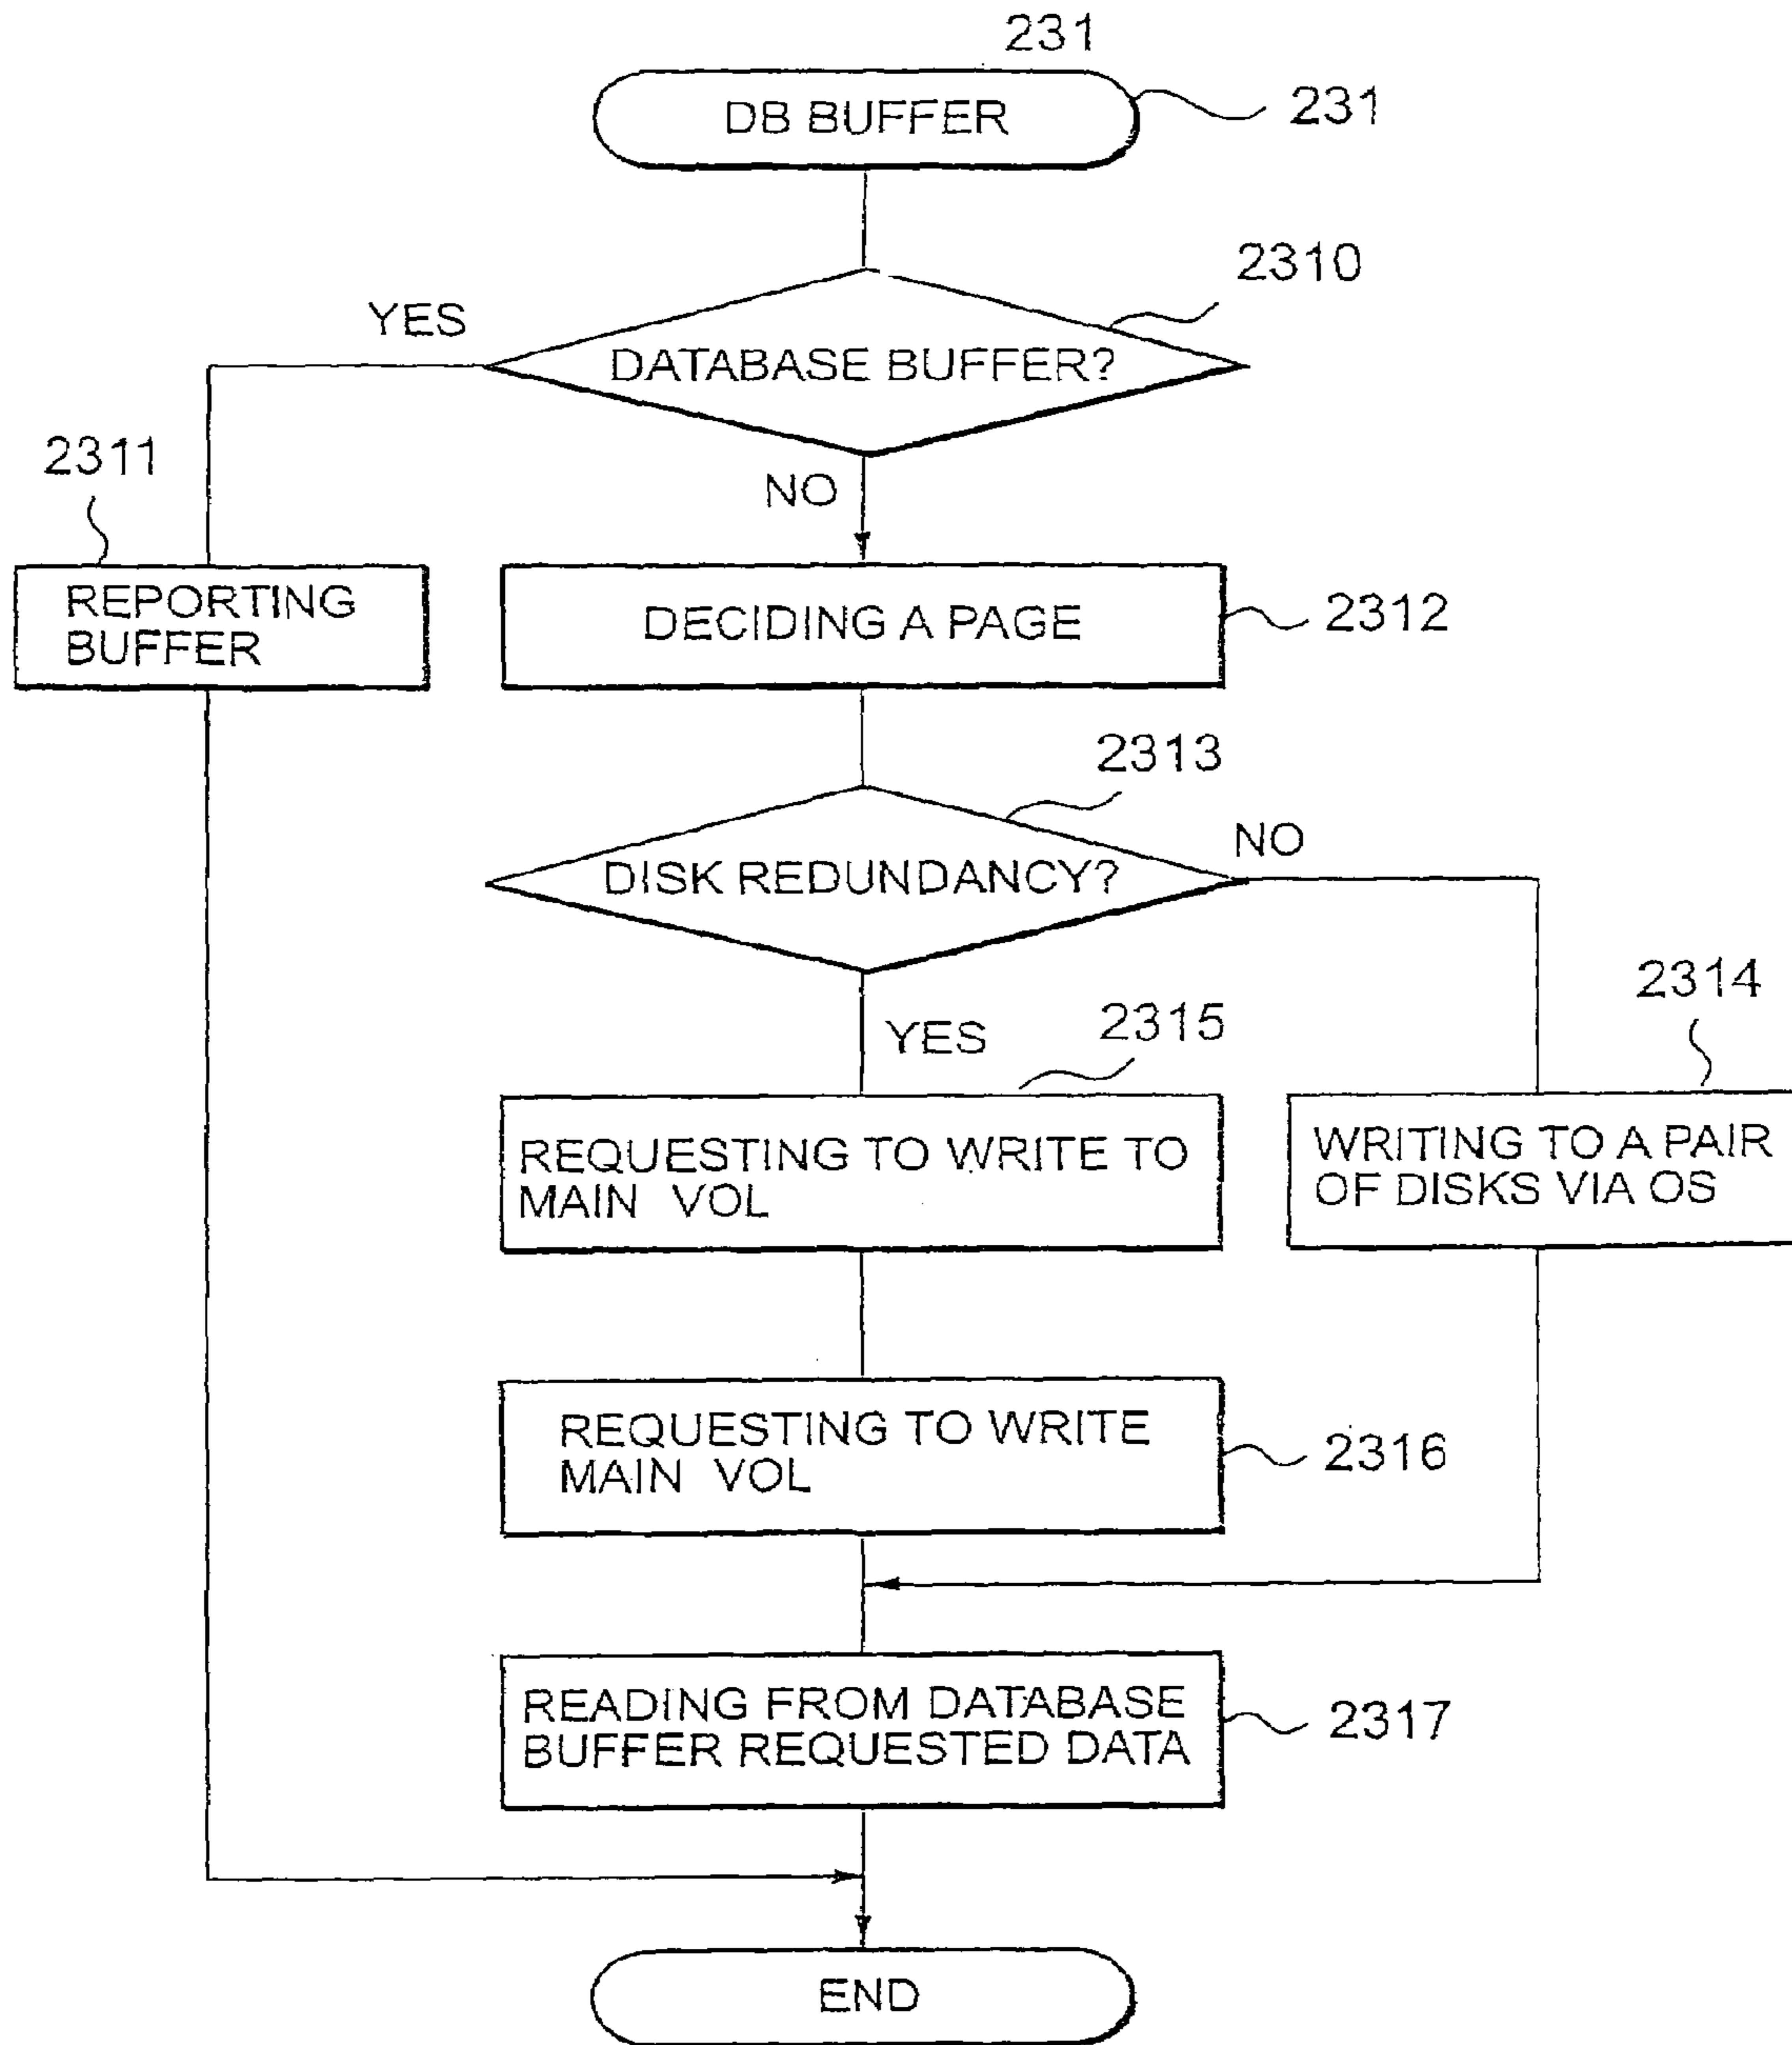 231
DB BUFFER
231
2310
YES
DATABASE BUFFER?
2311
NO
REPORTING
BUFFER
DECIDING A PAGE
2312
2313
NO
DISK REDUNDANCY?
2314
2315
YES
REQUESTING TO WRITE TO
MAIN VOL
WRITING TO A PAIR
OF DISKS VIA OS
REQUESTING TO WRITE
MAIN VOL
2316
READING FROM DATABASE
BUFFER REQUESTED DATA
2317
END